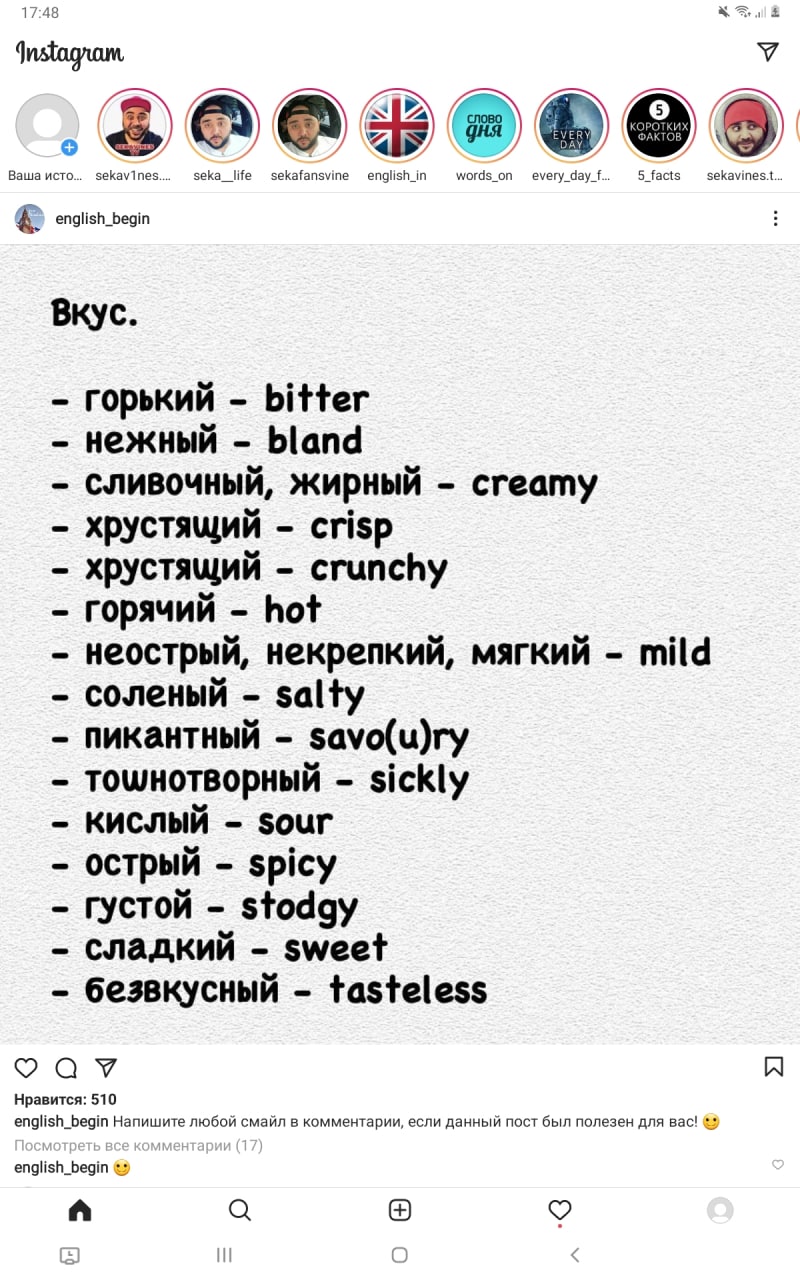 17:48
Instagram
SEKAVINES
СЛОВО
ДНЯ
EVERY
DAY
5
КОРОТКИХ
ФАКТОВ
Ваша исто... sekav1nes.... seka__life sekafansvine english_in words_on every_day_f... 5_facts sekavines.t...
english_begin
Вкус.
- горький - bitter
- нежный - bland
- сливочный, жирный - creamy
- хрустящий - crisp
- хрустящий - crunchy
- горячий - hot
- неострый, некрепкий, мягкий - mild
- соленый - salty
- пикантный - savo(u)ry
- тошнотворный - sickly
- кислый - sour
- острый - spicy
- густой - stodgy
- сладкий - sweet
- безвкусный - tasteless
Нравится: 510
english_begin Напишите любой смайл в комментарии, если данный пост был полезен для вас! 🙂
Посмотреть все комментарии (17)
english_begin 🙂